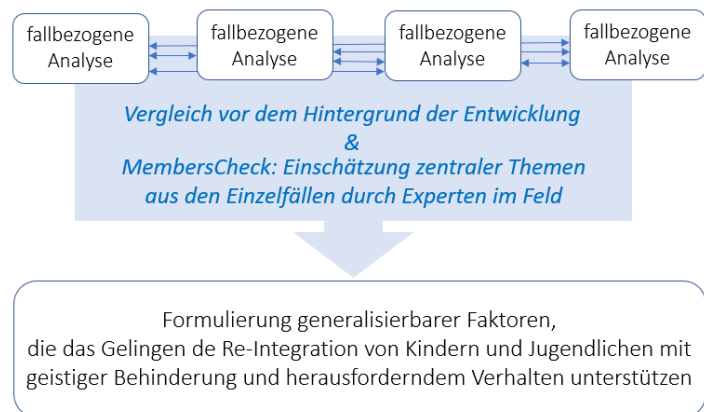 fallbezogene
Analyse
fallbezogene
Analyse
fallbezogene
Analyse
fallbezogene
Analyse
Vergleich vor dem Hintergrund der Entwicklung
&
MembersCheck: Einschätzung zentraler Themen
aus den Einzelfällen durch Experten im Feld
Formulierung generalisierbarer Faktoren,
die das Gelingen de Re-Integration von Kindern und Jugendlichen mit
geistiger Behinderung und herausforderndem Verhalten unterstützen